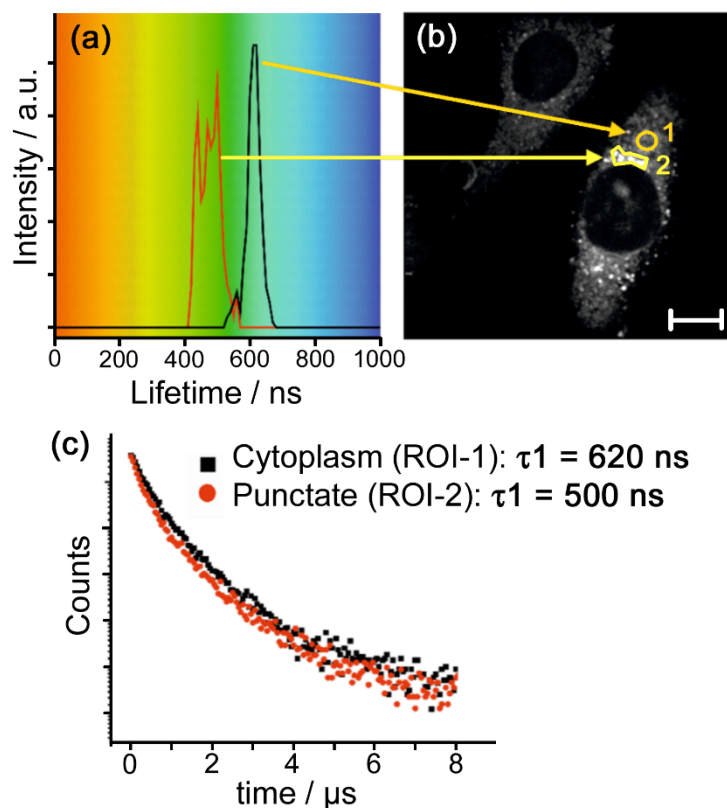 (a)
(b)
Intensity / a.u.
1
2
0 200 400 600 800 1000
Lifetime / ns
(c)
Cytoplasm (ROI-1): τ1 = 620 ns
Punctate (ROI-2): τ1 = 500 ns
Counts
0 2 4 6 8
time / μs